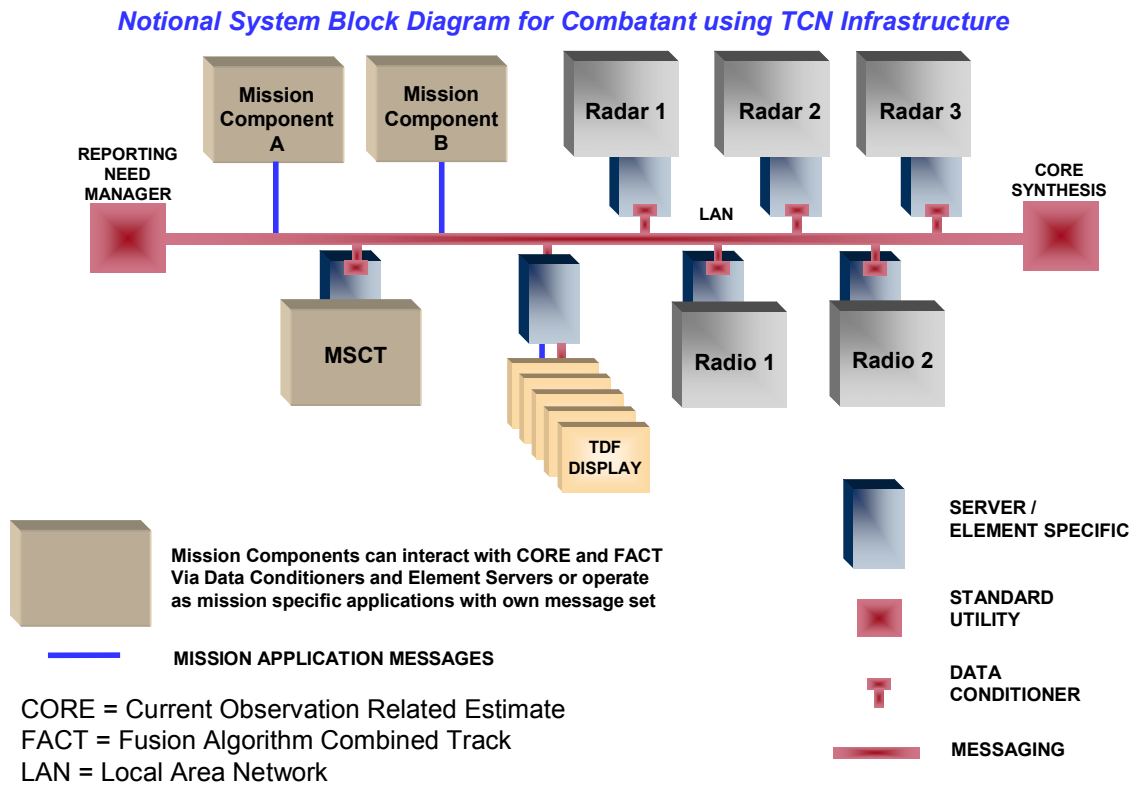 Notional System Block Diagram for Combatant using TCN Infrastructure
Mission
Component
A
Mission
Component
B
Radar 1
Radar 2
Radar 3
REPORTING
NEED
MANAGER
CORE
SYNTHESIS
LAN
MSCT
Radio 1
Radio 2
TDF
DISPLAY
SERVER /
ELEMENT SPECIFIC
Mission Components can interact with CORE and FACT
Via Data Conditioners and Element Servers or operate
as mission specific applications with own message set
STANDARD
UTILITY
MISSION APPLICATION MESSAGES
DATA
CONDITIONER
CORE = Current Observation Related Estimate
FACT = Fusion Algorithm Combined Track
MESSAGING
LAN = Local Area Network